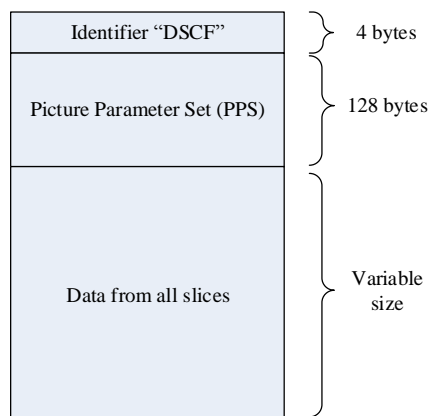 Identifier “DSCF”
4 bytes
Picture Parameter Set (PPS)
128 bytes
Data from all slices
Variable
size